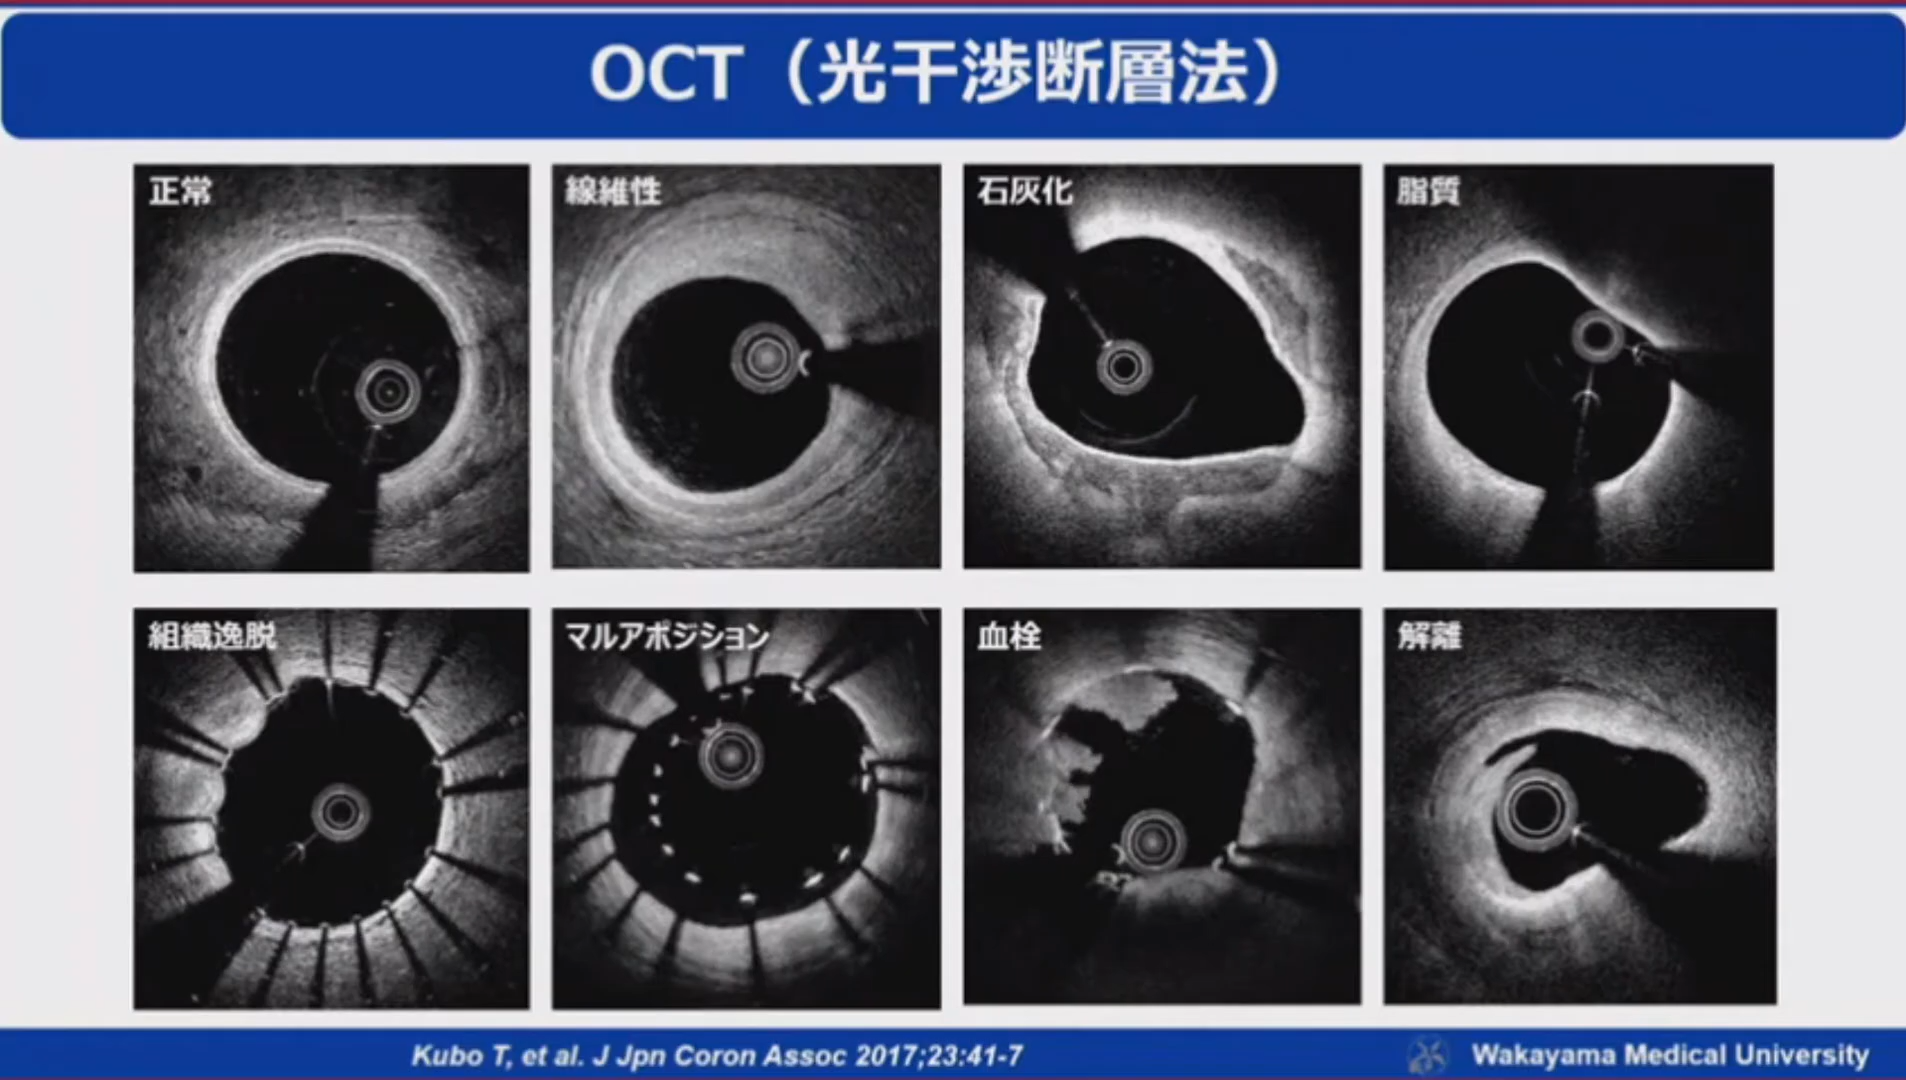 OCT（光干渉断層法）
正常
線維性
石灰化
脂質
組織逸脱
マルアポジション
血栓
解離
Kubo T, et al. J Jpn Coron Assoc 2017;23:41-7
Wakayama Medical University